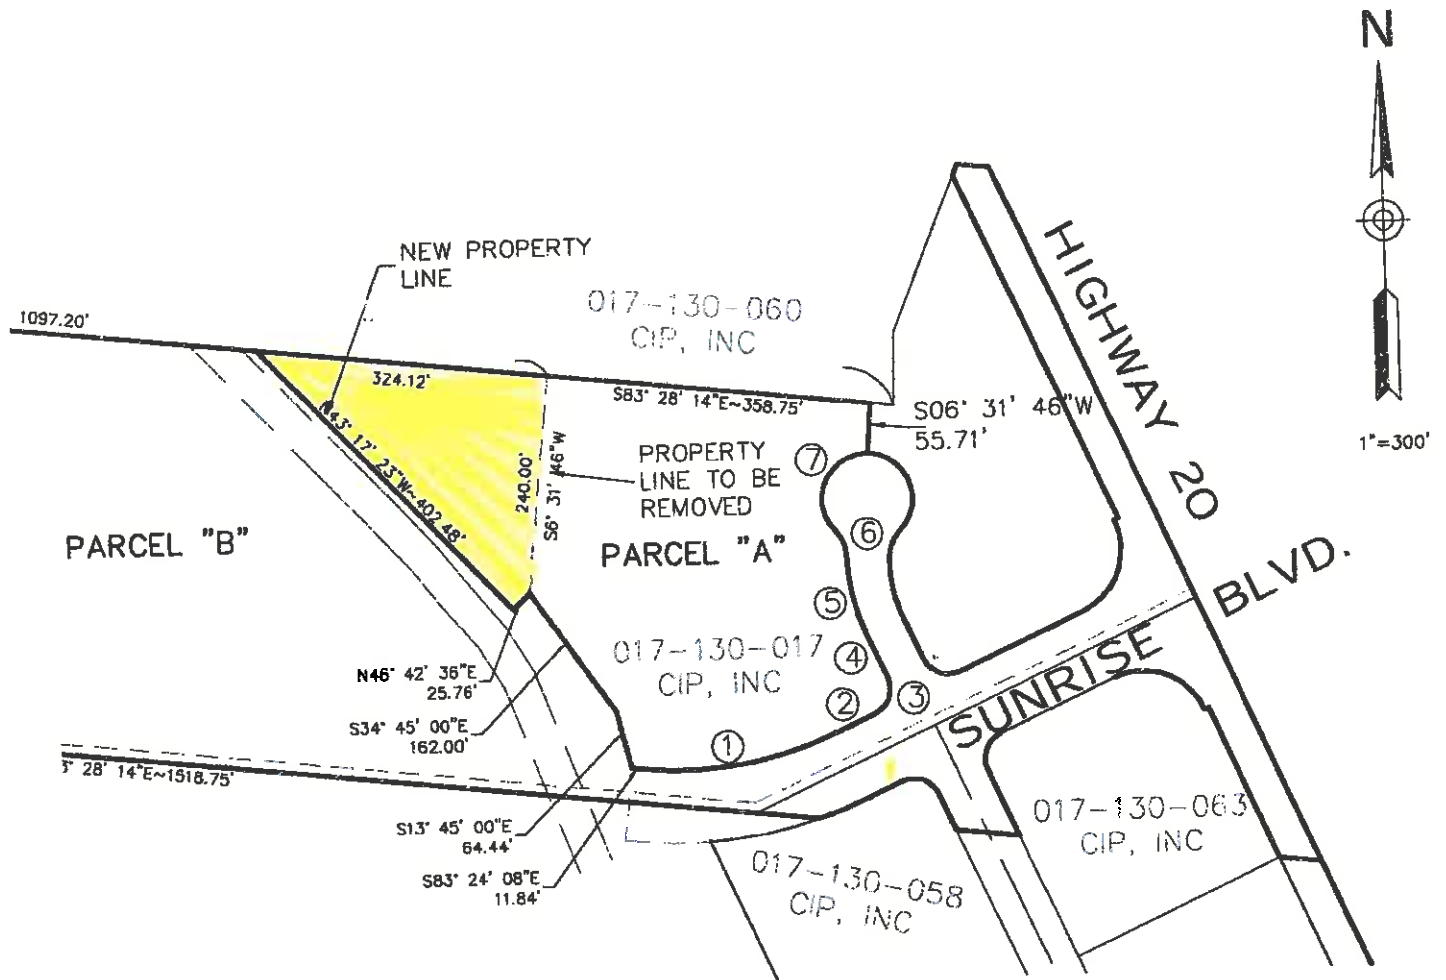 N
1"=300'
HIGHWAY 20
SUNRISE BLVD.
NEW PROPERTY
LINE
017-130-060
CIP, INC
1097.20'
324.12'
S83° 28' 14"E~358.75'
S06° 31' 46"W
55.71'
N43° 17' 23"W~402.48'
240.00'
S6° 31' 46"W
PROPERTY
LINE TO BE
REMOVED
7
6
PARCEL "B"
PARCEL "A"
5
017-130-017
CIP, INC
4
3
2
1
N46° 42' 36"E
25.76'
S34° 45' 00"E
162.00'
3° 28' 14"E~1518.75'
S13° 45' 00"E
64.44'
S83° 24' 08"E
11.84'
017-130-063
CIP, INC
017-130-058
CIP, INC